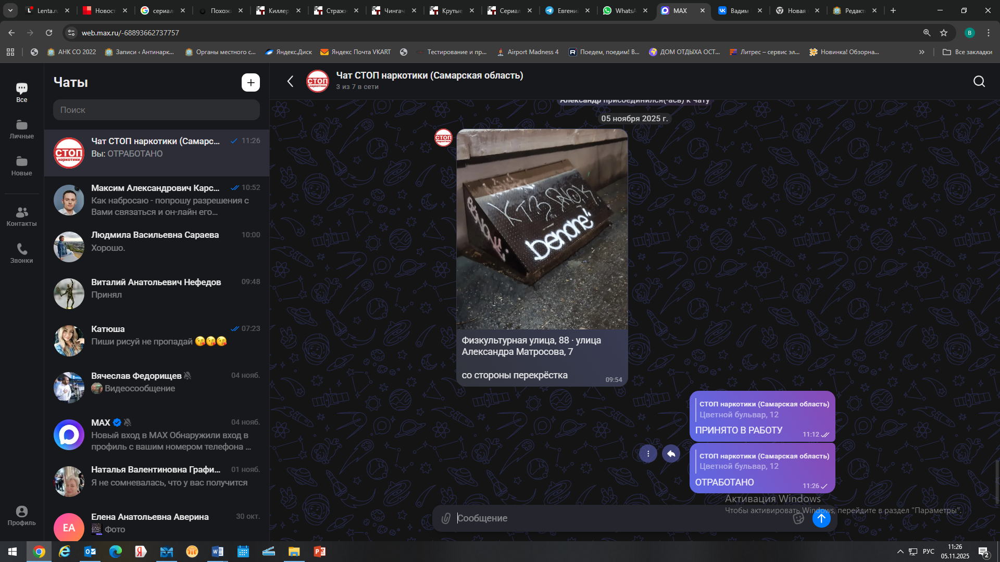 Lenta.ru
Новост
сериал
Похож
Киллер
Стражн
Чингач
Крутые
Сериал
Евгени
WhatsA
MAX
Вадим
Новая
Редакт
web.max.ru/-68893662737757
В
АНК СО 2022
Записи ‹ Антинарк...
Органы местного с...
Яндекс.Диск
Яндекс Почта VKART
Тестирование и пр...
Airport Madness 4
Поедем, поедим! В...
ДОМ ОТДЫХА ОСТ...
Литрес – сервис эл...
Новинка! Обзорна...
Все закладки
Все
Личные
Новые
Контакты
Звонки
Профиль
Чаты
Поиск
СТОП
наркотики
Чат СТОП наркотики (Самарс...
11:26
Вы: ОТРАБОТАНО
Максим Александрович Карс...
10:52
Как набросаю - попрошу разрешения с
Вами связаться и он-лайн его...
Людмила Васильевна Сараева
10:00
Хорошо.
Виталий Анатольевич Нефедов
09:48
Принял
Катюша
07:23
Пиши рисуй не пропадай 😘😘😘
Вячеслав Федорищев
04 нояб.
Видеосообщение
MAX
04 нояб.
Новый вход в MAX Обнаружили вход в
профиль с вашим номером телефона ...
Наталья Валентиновна Графи...
01 нояб.
Я не сомневалась, что у вас получится
ЕА
Елена Анатольевна Аверина
30 окт.
Фото
СТОП
наркотики
Чат СТОП наркотики (Самарская область)
3 из 7 в сети
Александр присоединился(-ась) к чату
05 ноября 2025 г.
СТОП
наркотики
benone
Физкультурная улица, 88 · улица
Александра Матросова, 7
со стороны перекрёстка
09:54
СТОП наркотики (Самарская область)
Цветной бульвар, 12
ПРИНЯТО В РАБОТУ
11:12
СТОП наркотики (Самарская область)
Цветной бульвар, 12
ОТРАБОТАНО
11:26
Активация Windows
Чтобы активировать Windows, перейдите в раздел "Параметры".
Сообщение
РУС
11:26
05.11.2025
2